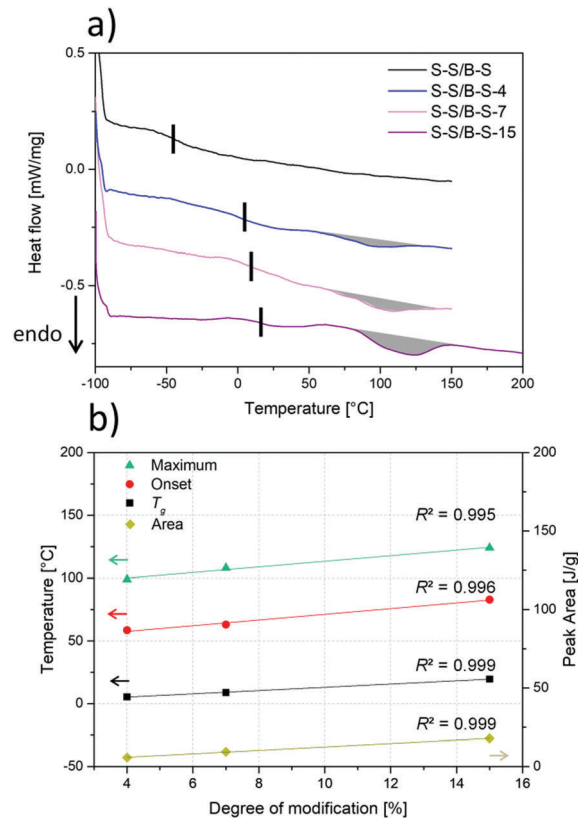 a)
0.5
0.0
-0.5
Heat flow [mW/mg]
endo
S-S/B-S
S-S/B-S-4
S-S/B-S-7
S-S/B-S-15
-100 -50 0 50 100 150 200
Temperature [°C]
b)
200
150
100
50
0
-50
Temperature [°C]
Maximum
Onset
Tg
Area
R² = 0.995
R² = 0.996
R² = 0.999
R² = 0.999
200
150
100
50
0
Peak Area [J/g]
4 6 8 10 12 14 16
Degree of modification [%]